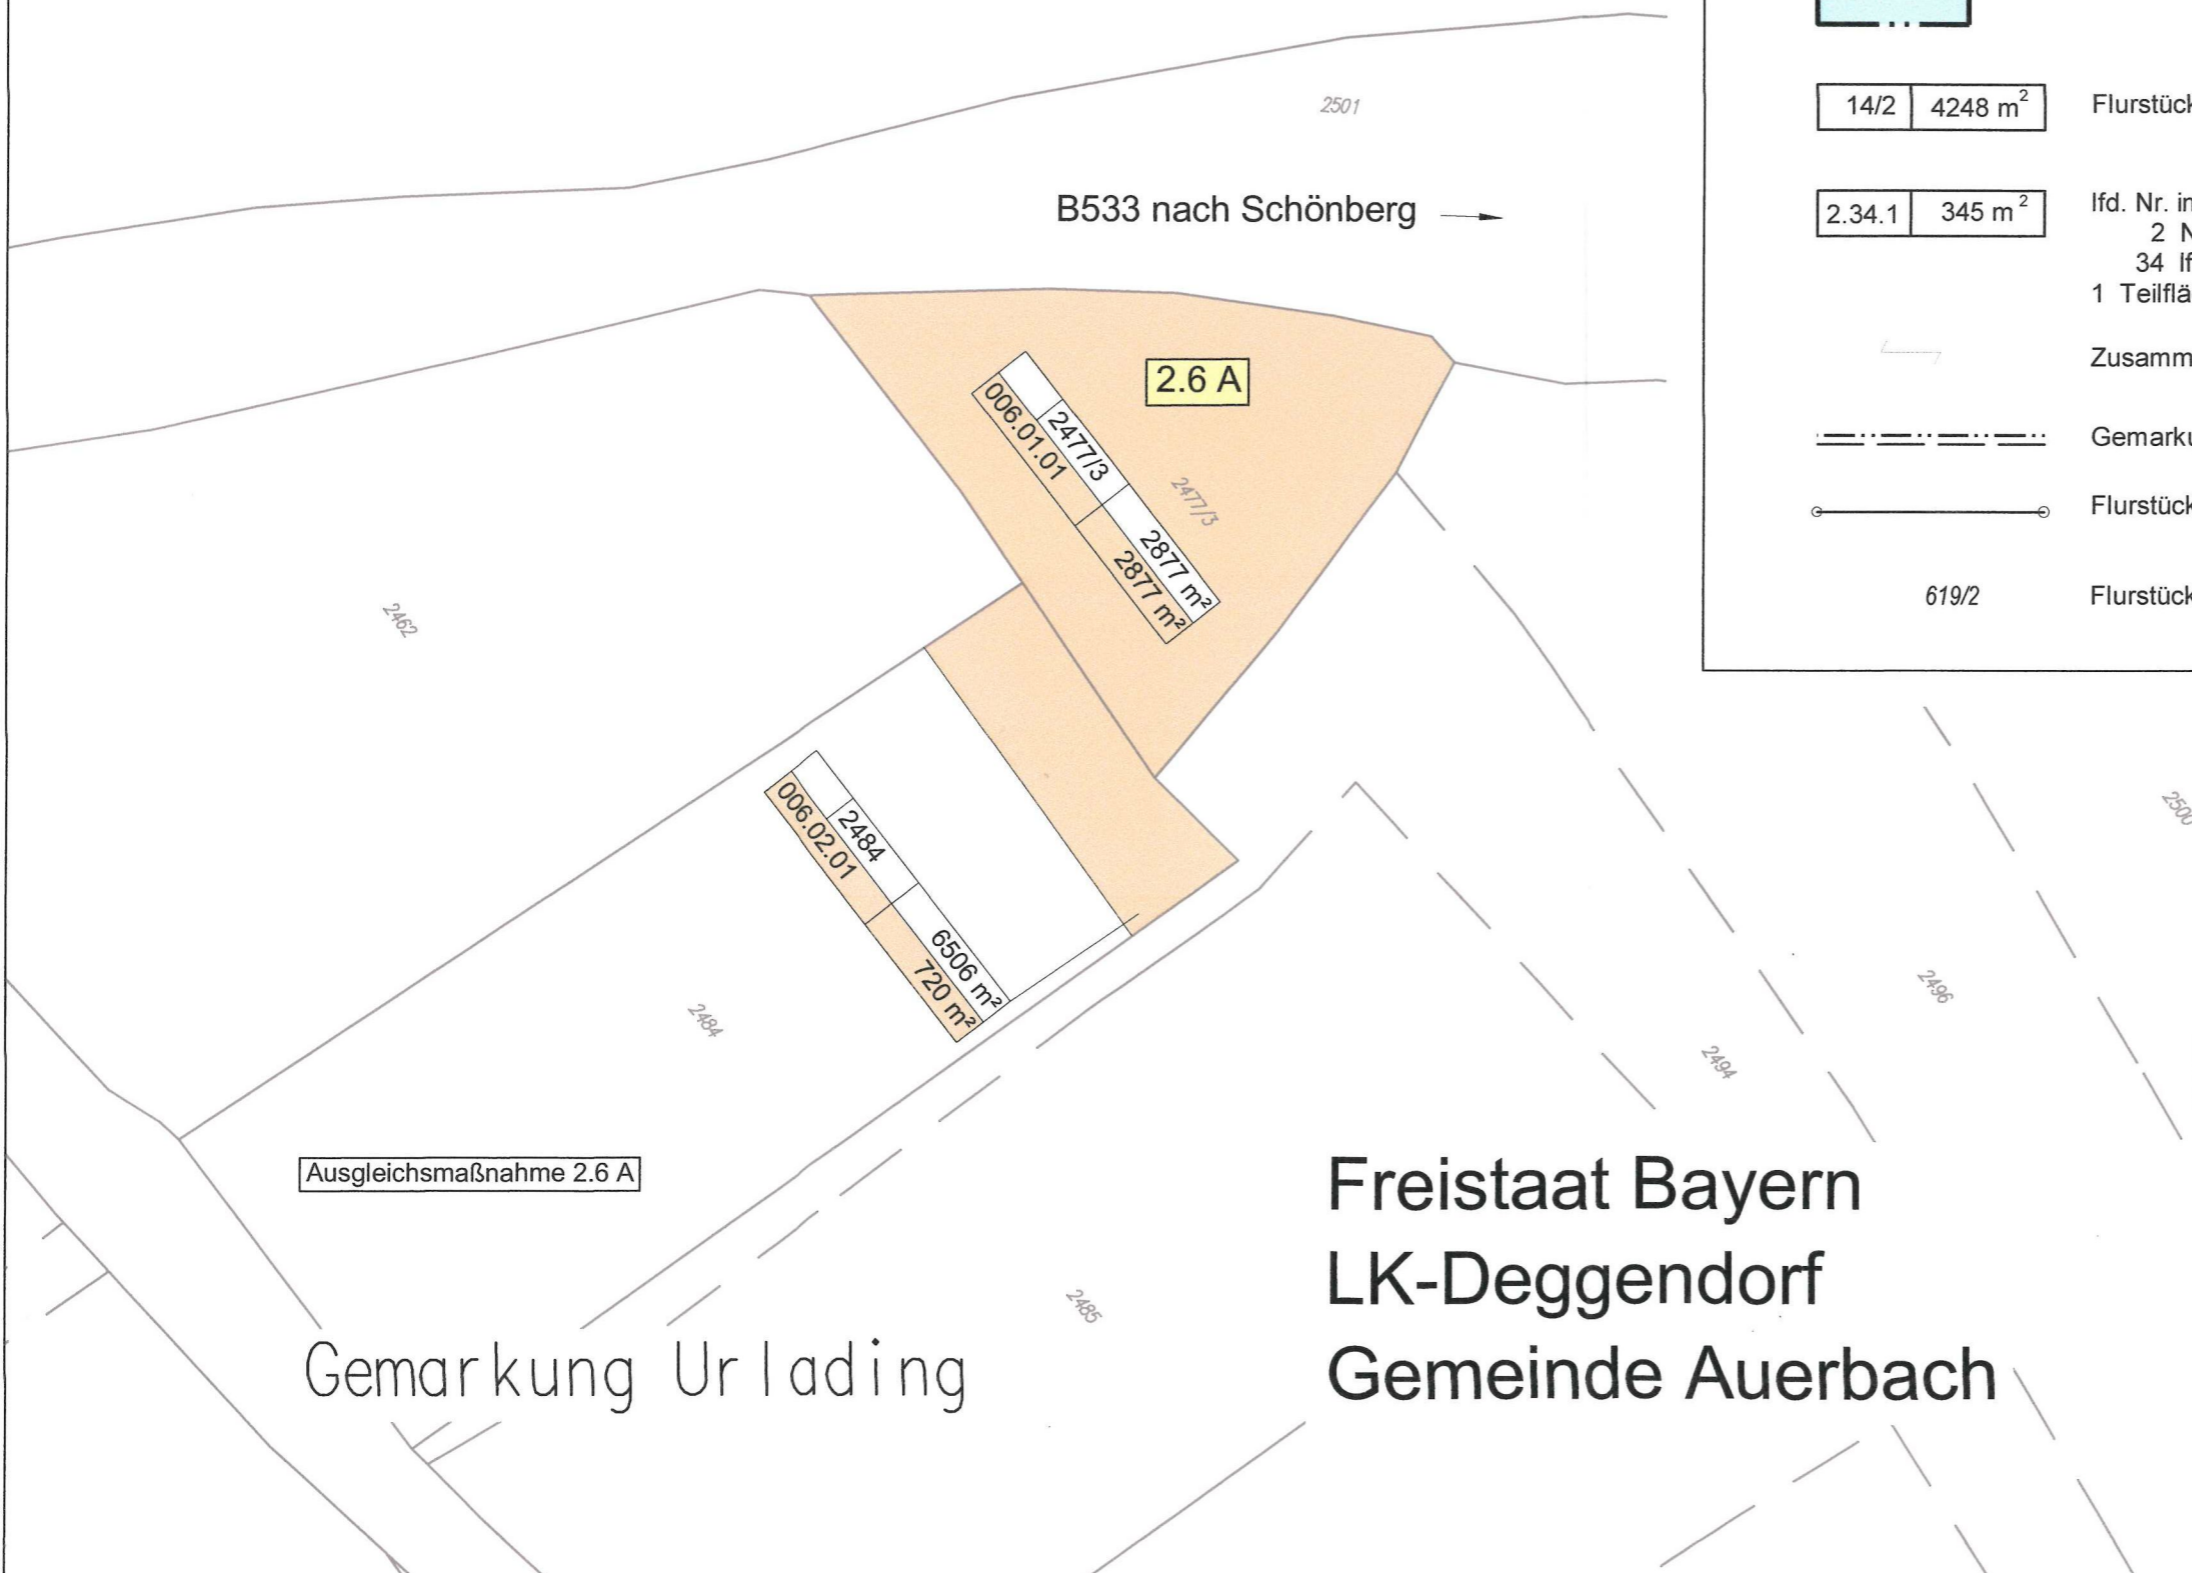 2501
B533 nach Schönberg
2.6 A
2477/3 2877 m²
006.01.01 2877 m²
2477/3
2462
2484 6506 m²
006.02.01 720 m²
2484
Ausgleichsmaßnahme 2.6 A
Gemarkung Urlading
2485
2494
2496
2500
Freistaat Bayern
LK-Deggendorf
Gemeinde Auerbach
14/2 4248 m² Flurstück
2.34.1 345 m² lfd. Nr. in
2 N
34 lf
1 Teilflä
Zusamm
Gemarku
Flurstück
619/2 Flurstück